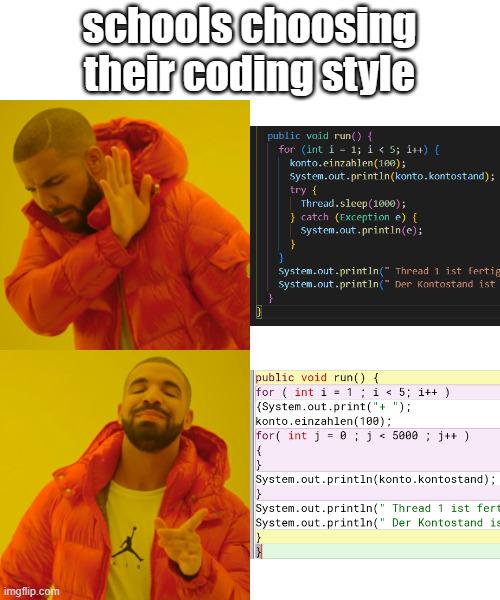 schools choosing
their coding style
public void run() {
for (int i = 1; i < 5; i++) {
konto.einzahlen(100);
System.out.println(konto.kontostand);
try {
Thread.sleep(1000);
} catch (Exception e) {
System.out.println(e);
}
}
System.out.println(" Thread 1 ist fertig
System.out.println(" Der Kontostand ist
}
}
public void run() {
for ( int i = 1 ; i < 5; i++ )
{System.out.print("+ ");
konto.einzahlen(100);
for( int j = 0 ; j < 5000 ; j++ )
{
}
System.out.println(konto.kontostand);
}
System.out.println(" Thread 1 ist fert
System.out.println(" Der Kontostand is
}
}
imgflip.com